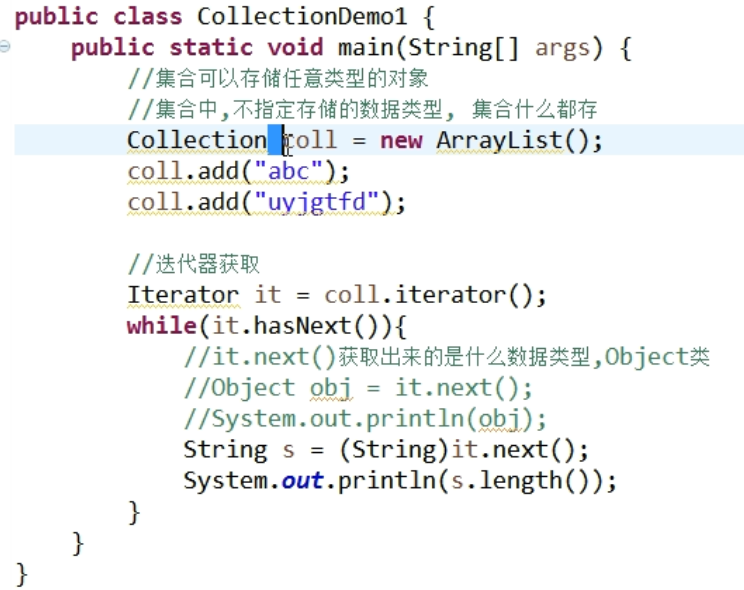 public class CollectionDemo1 {
public static void main(String[] args) {
//集合可以存储任意类型的对象
//集合中,不指定存储的数据类型, 集合什么都存
Collection coll = new ArrayList();
coll.add("abc");
coll.add("uyjgtfd");
//迭代器获取
Iterator it = coll.iterator();
while(it.hasNext()){
//it.next()获取出来的是什么数据类型,Object类
//Object obj = it.next();
//System.out.println(obj);
String s = (String)it.next();
System.out.println(s.length());
}
}
}